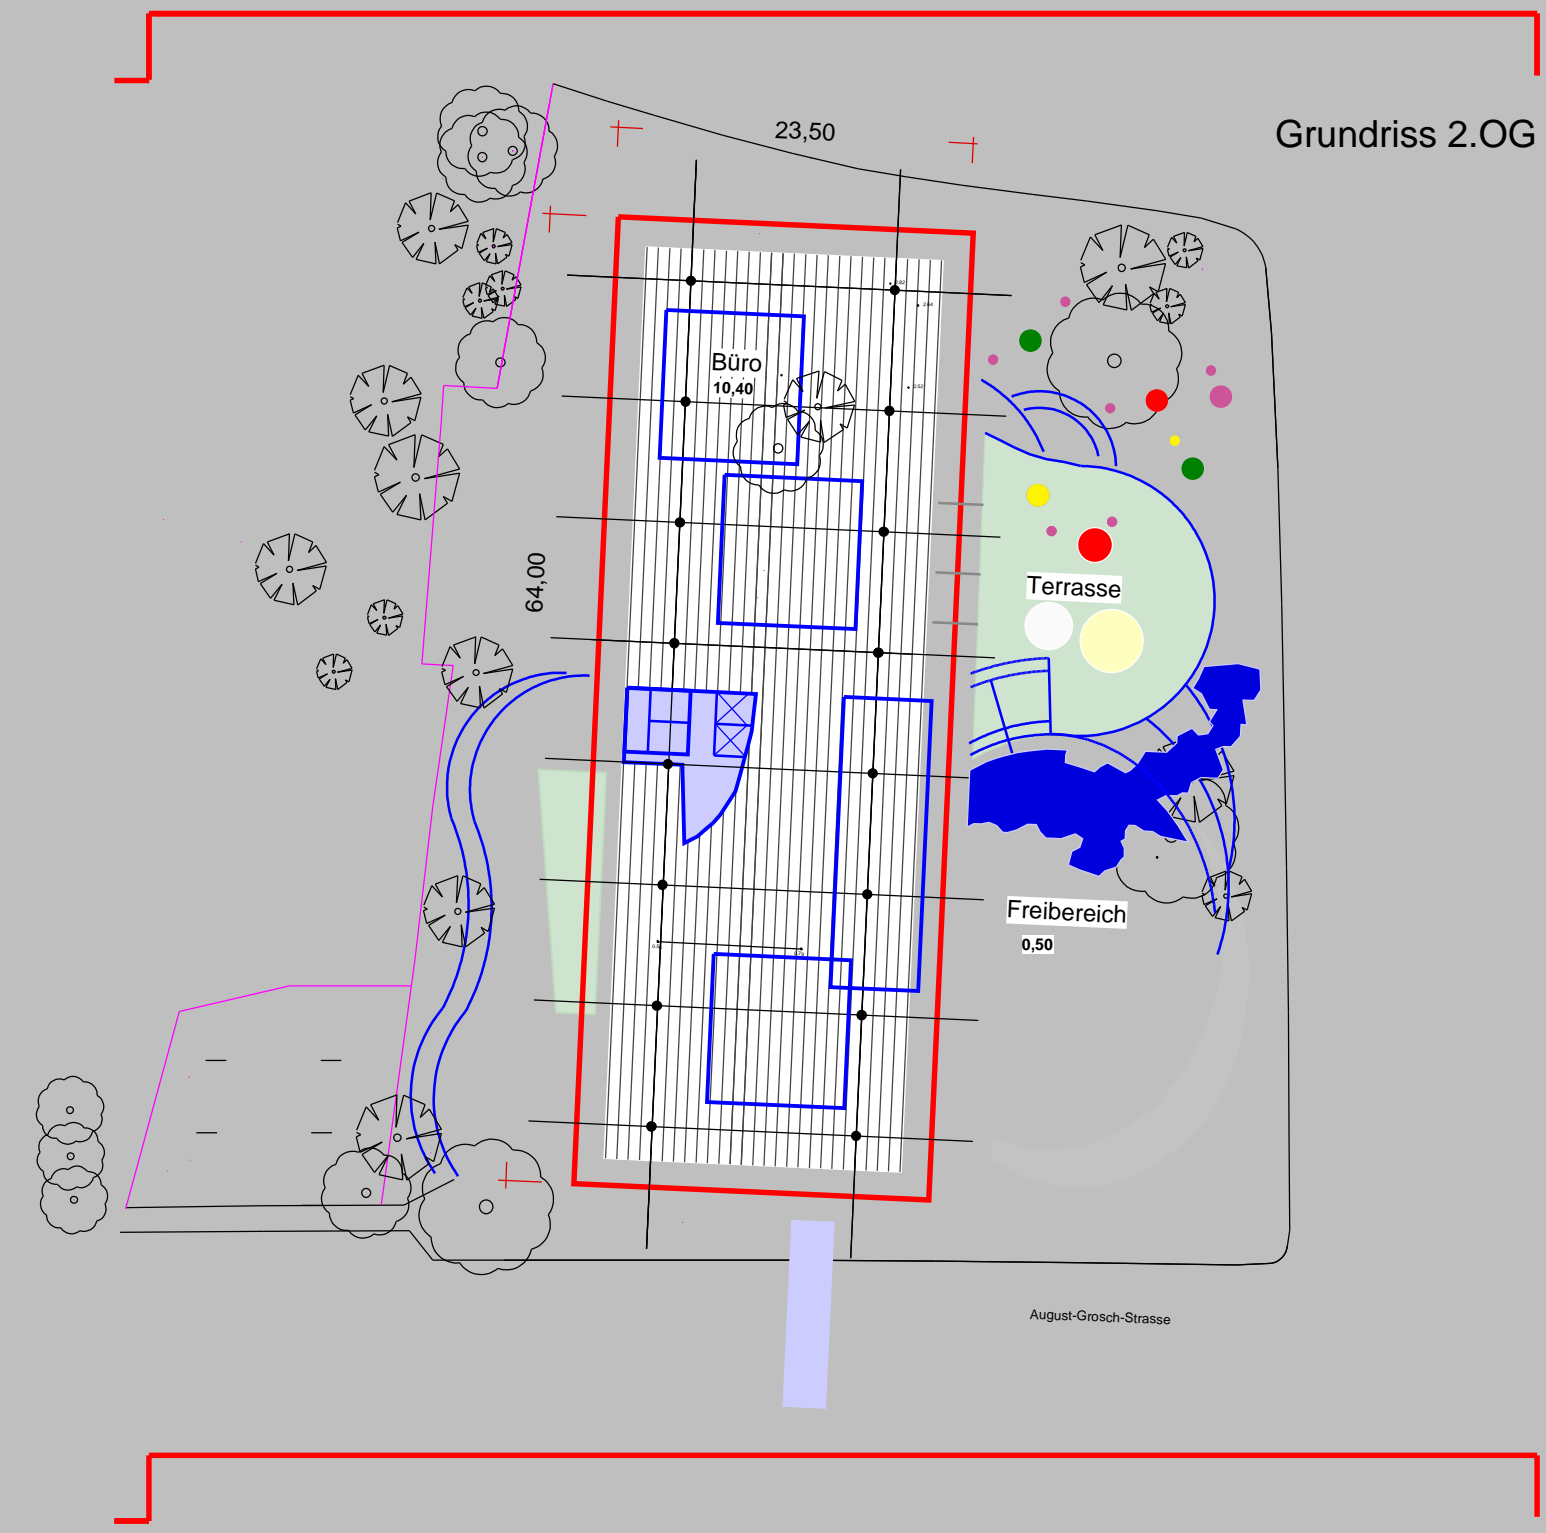 23,50
Grundriss 2.OG
Büro
10,40
64,00
Terrasse
Freibereich
0,50
August-Grosch-Strasse